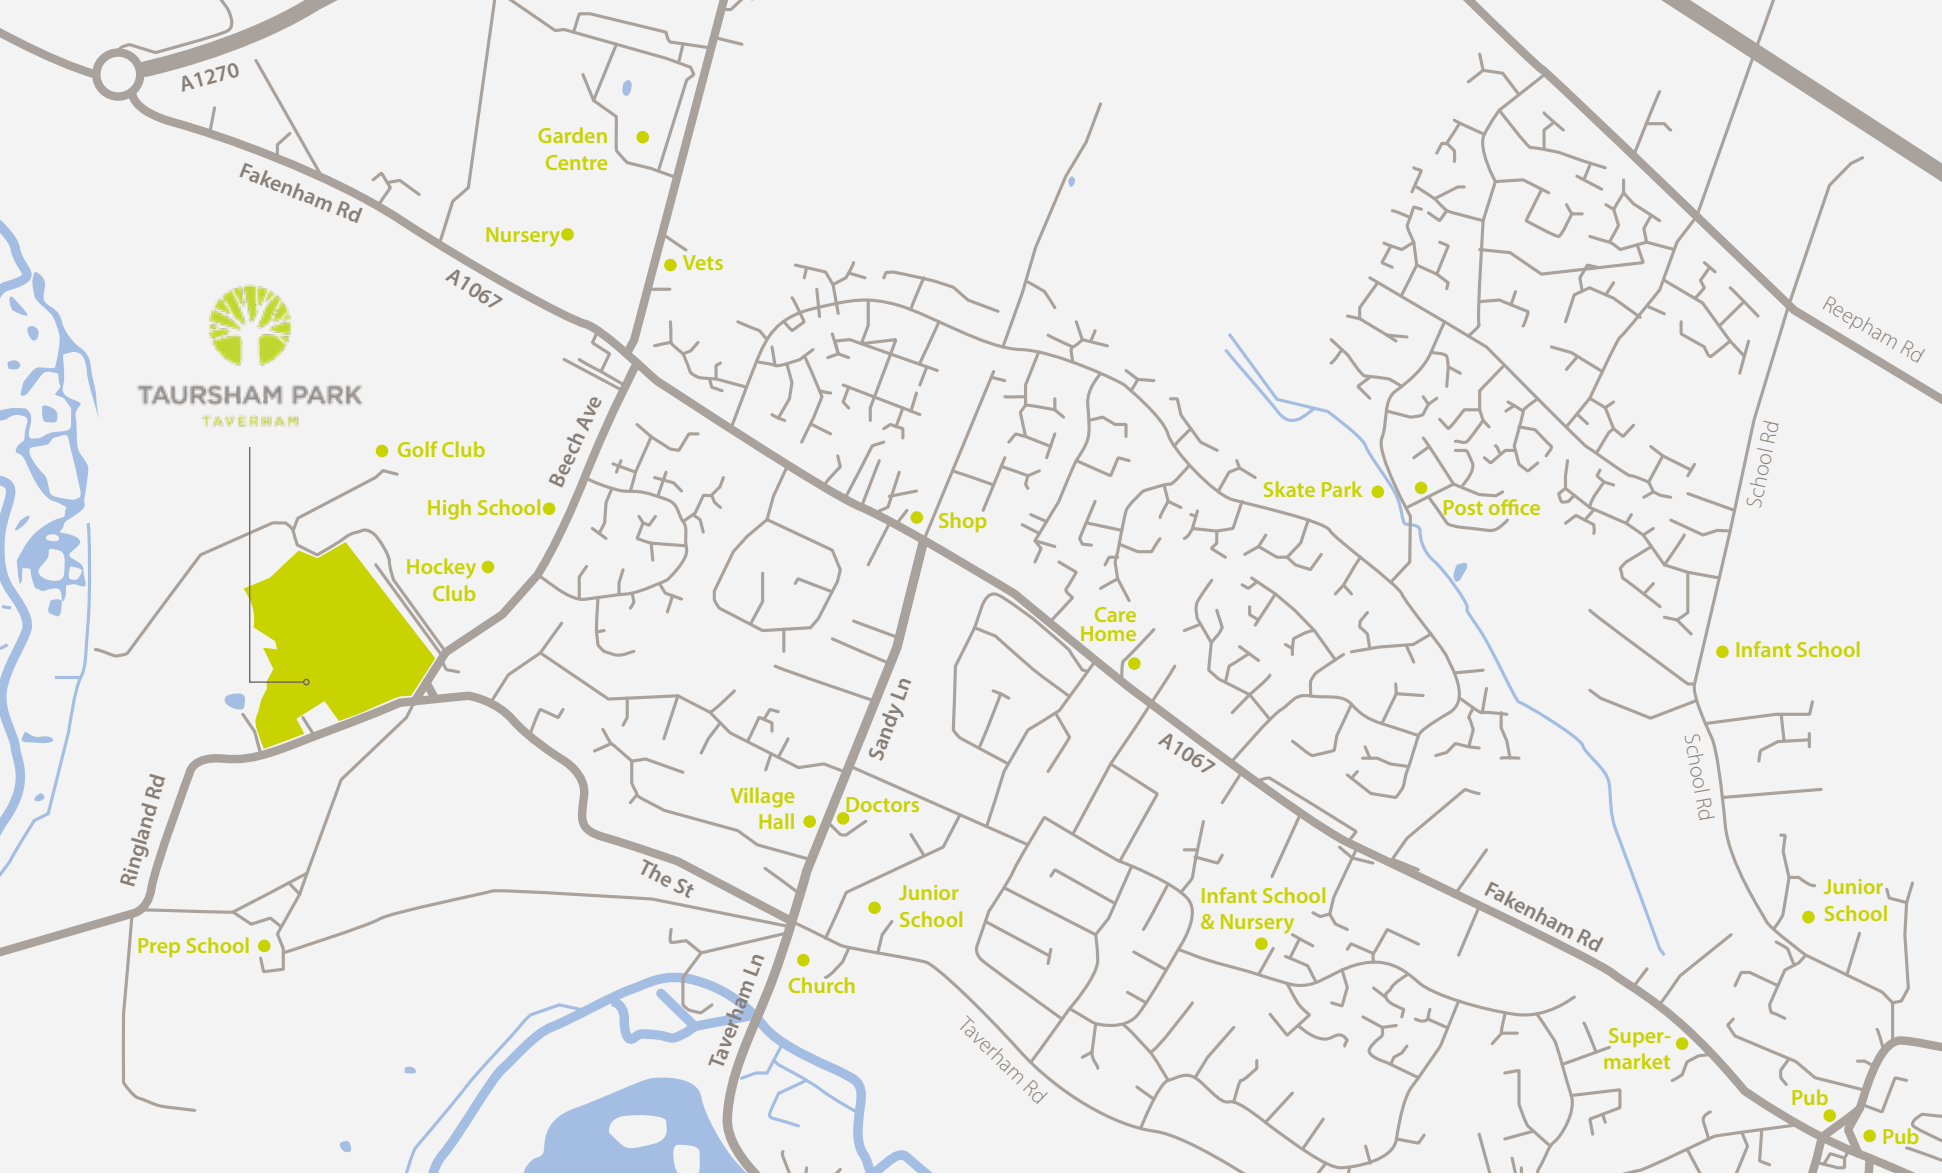 A1270
Garden
Centre
Fakenham Rd
Nursery
Vets
A1067
TAURSHAM PARK
TAVERHAM
Reepham Rd
Beech Ave
Golf Club
High School
School Rd
Skate Park
Post office
Shop
Hockey
Club
Care
Home
Infant School
Sandy Ln
A1067
School Rd
Ringland Rd
Village
Hall
Doctors
The St
Junior
School
Infant School
& Nursery
Fakenham Rd
Junior
School
Prep School
Church
Taverham Ln
Taverham Rd
Super-
market
Pub
Pub